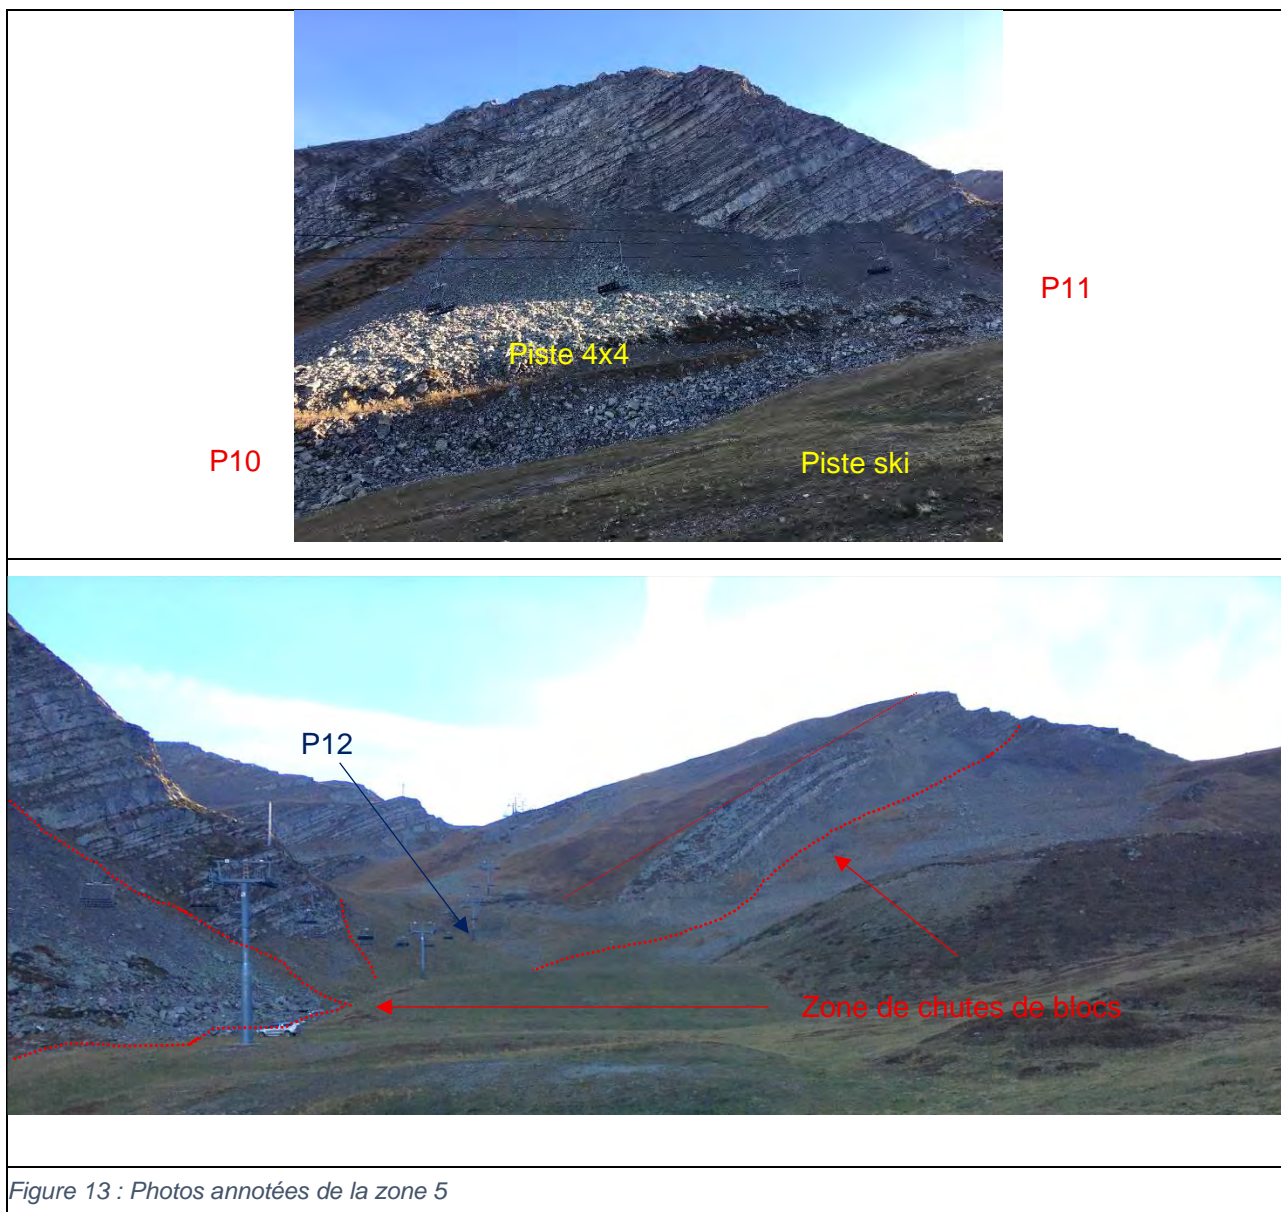 P11
Piste 4x4
P10
Piste ski
P12
Zone de chutes de blocs
Figure 13 : Photos annotées de la zone 5